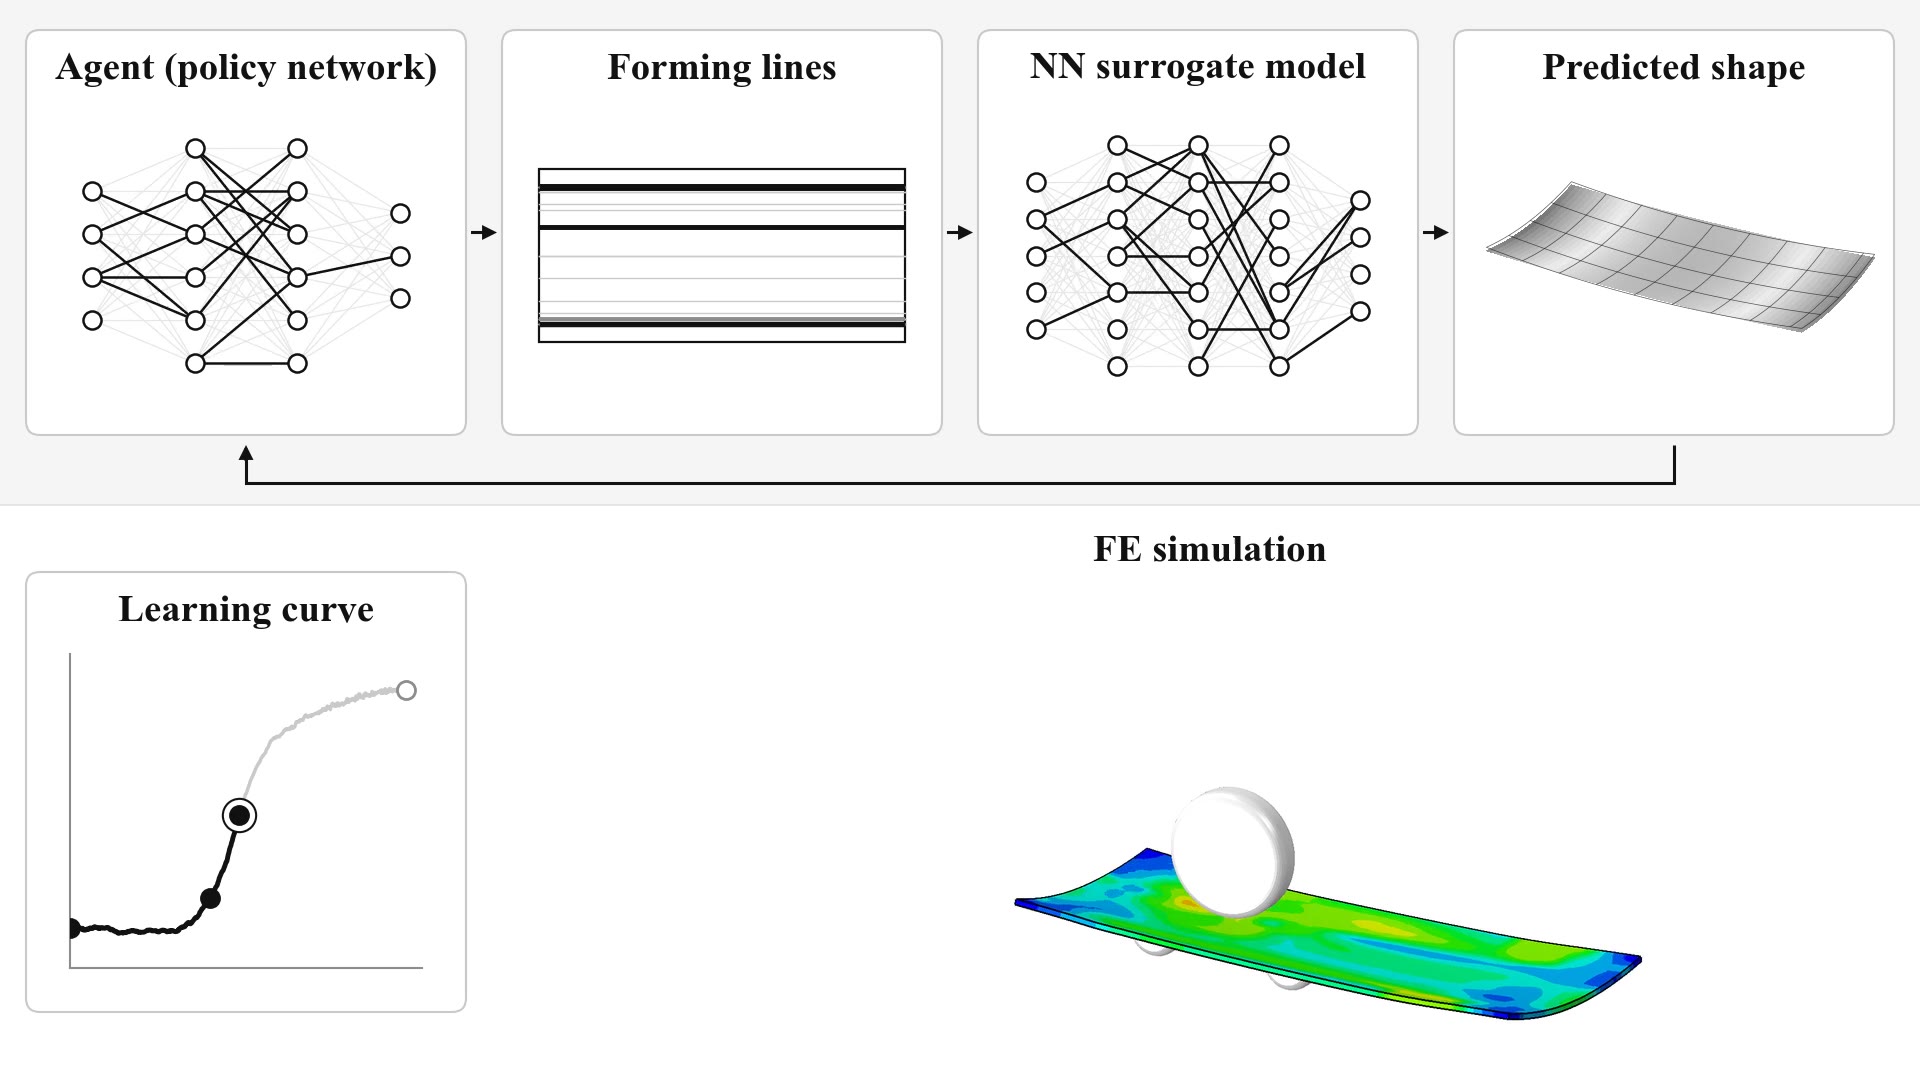 Agent (policy network)
Forming lines
NN surrogate model
Predicted shape
FE simulation
Learning curve